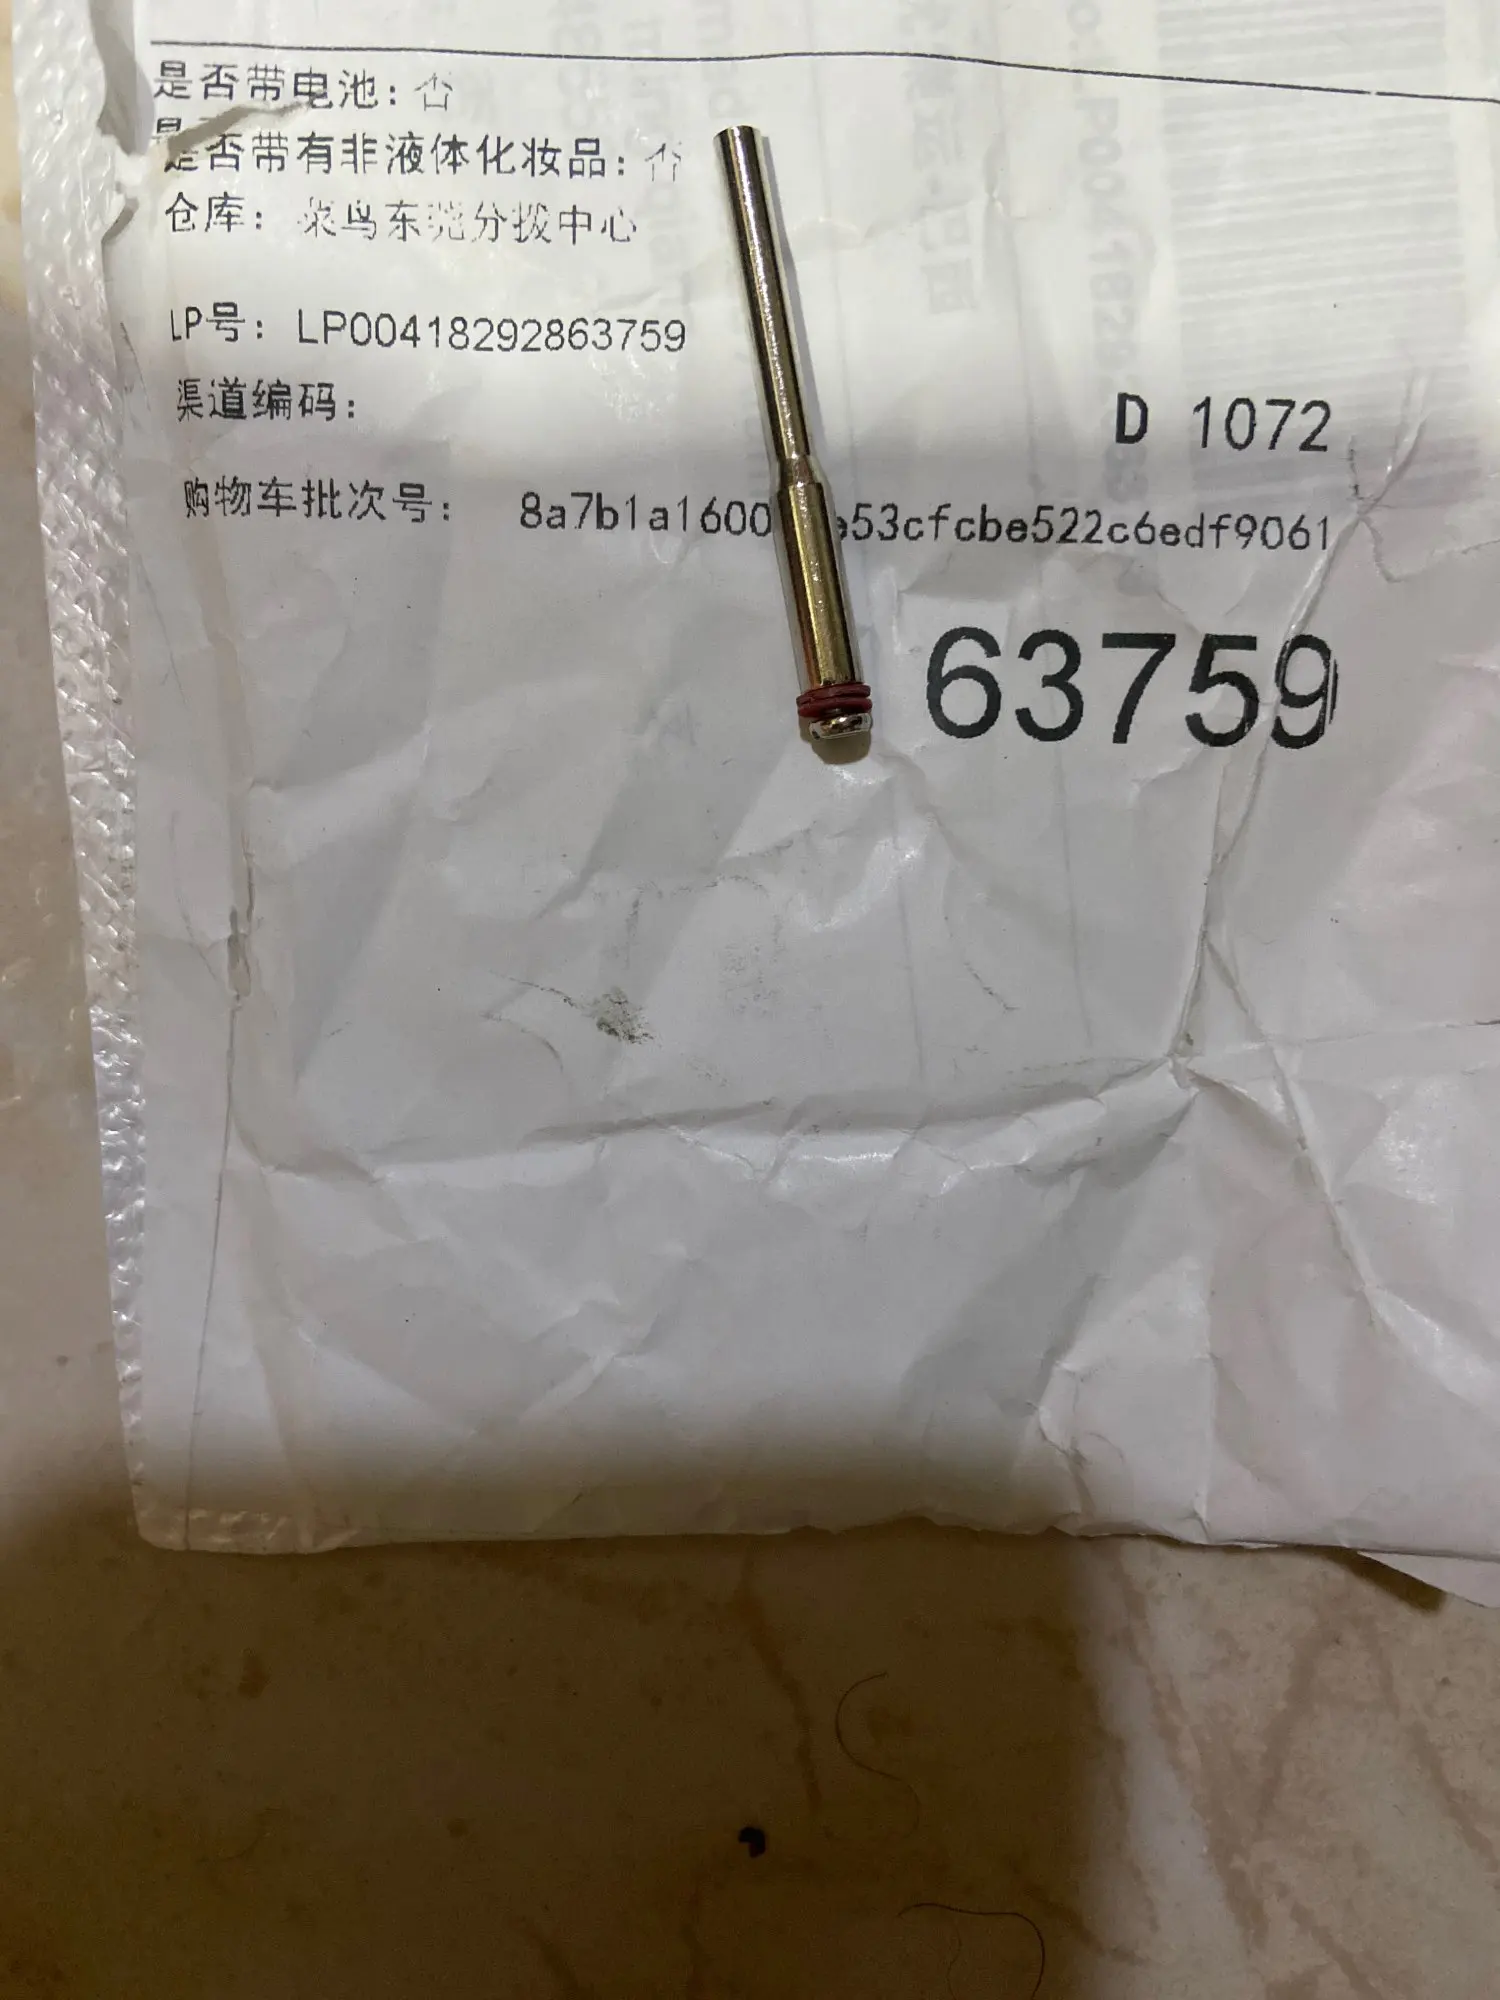 是否带电池：否
是否带有非液体化妆品：否
仓库： 菜鸟东莞分拨中心
LP号： LP00418292863759
渠道编码：
D 1072
购物车批次号： 8a7b1a1600 e53cfcbe522c6edf9061
63759